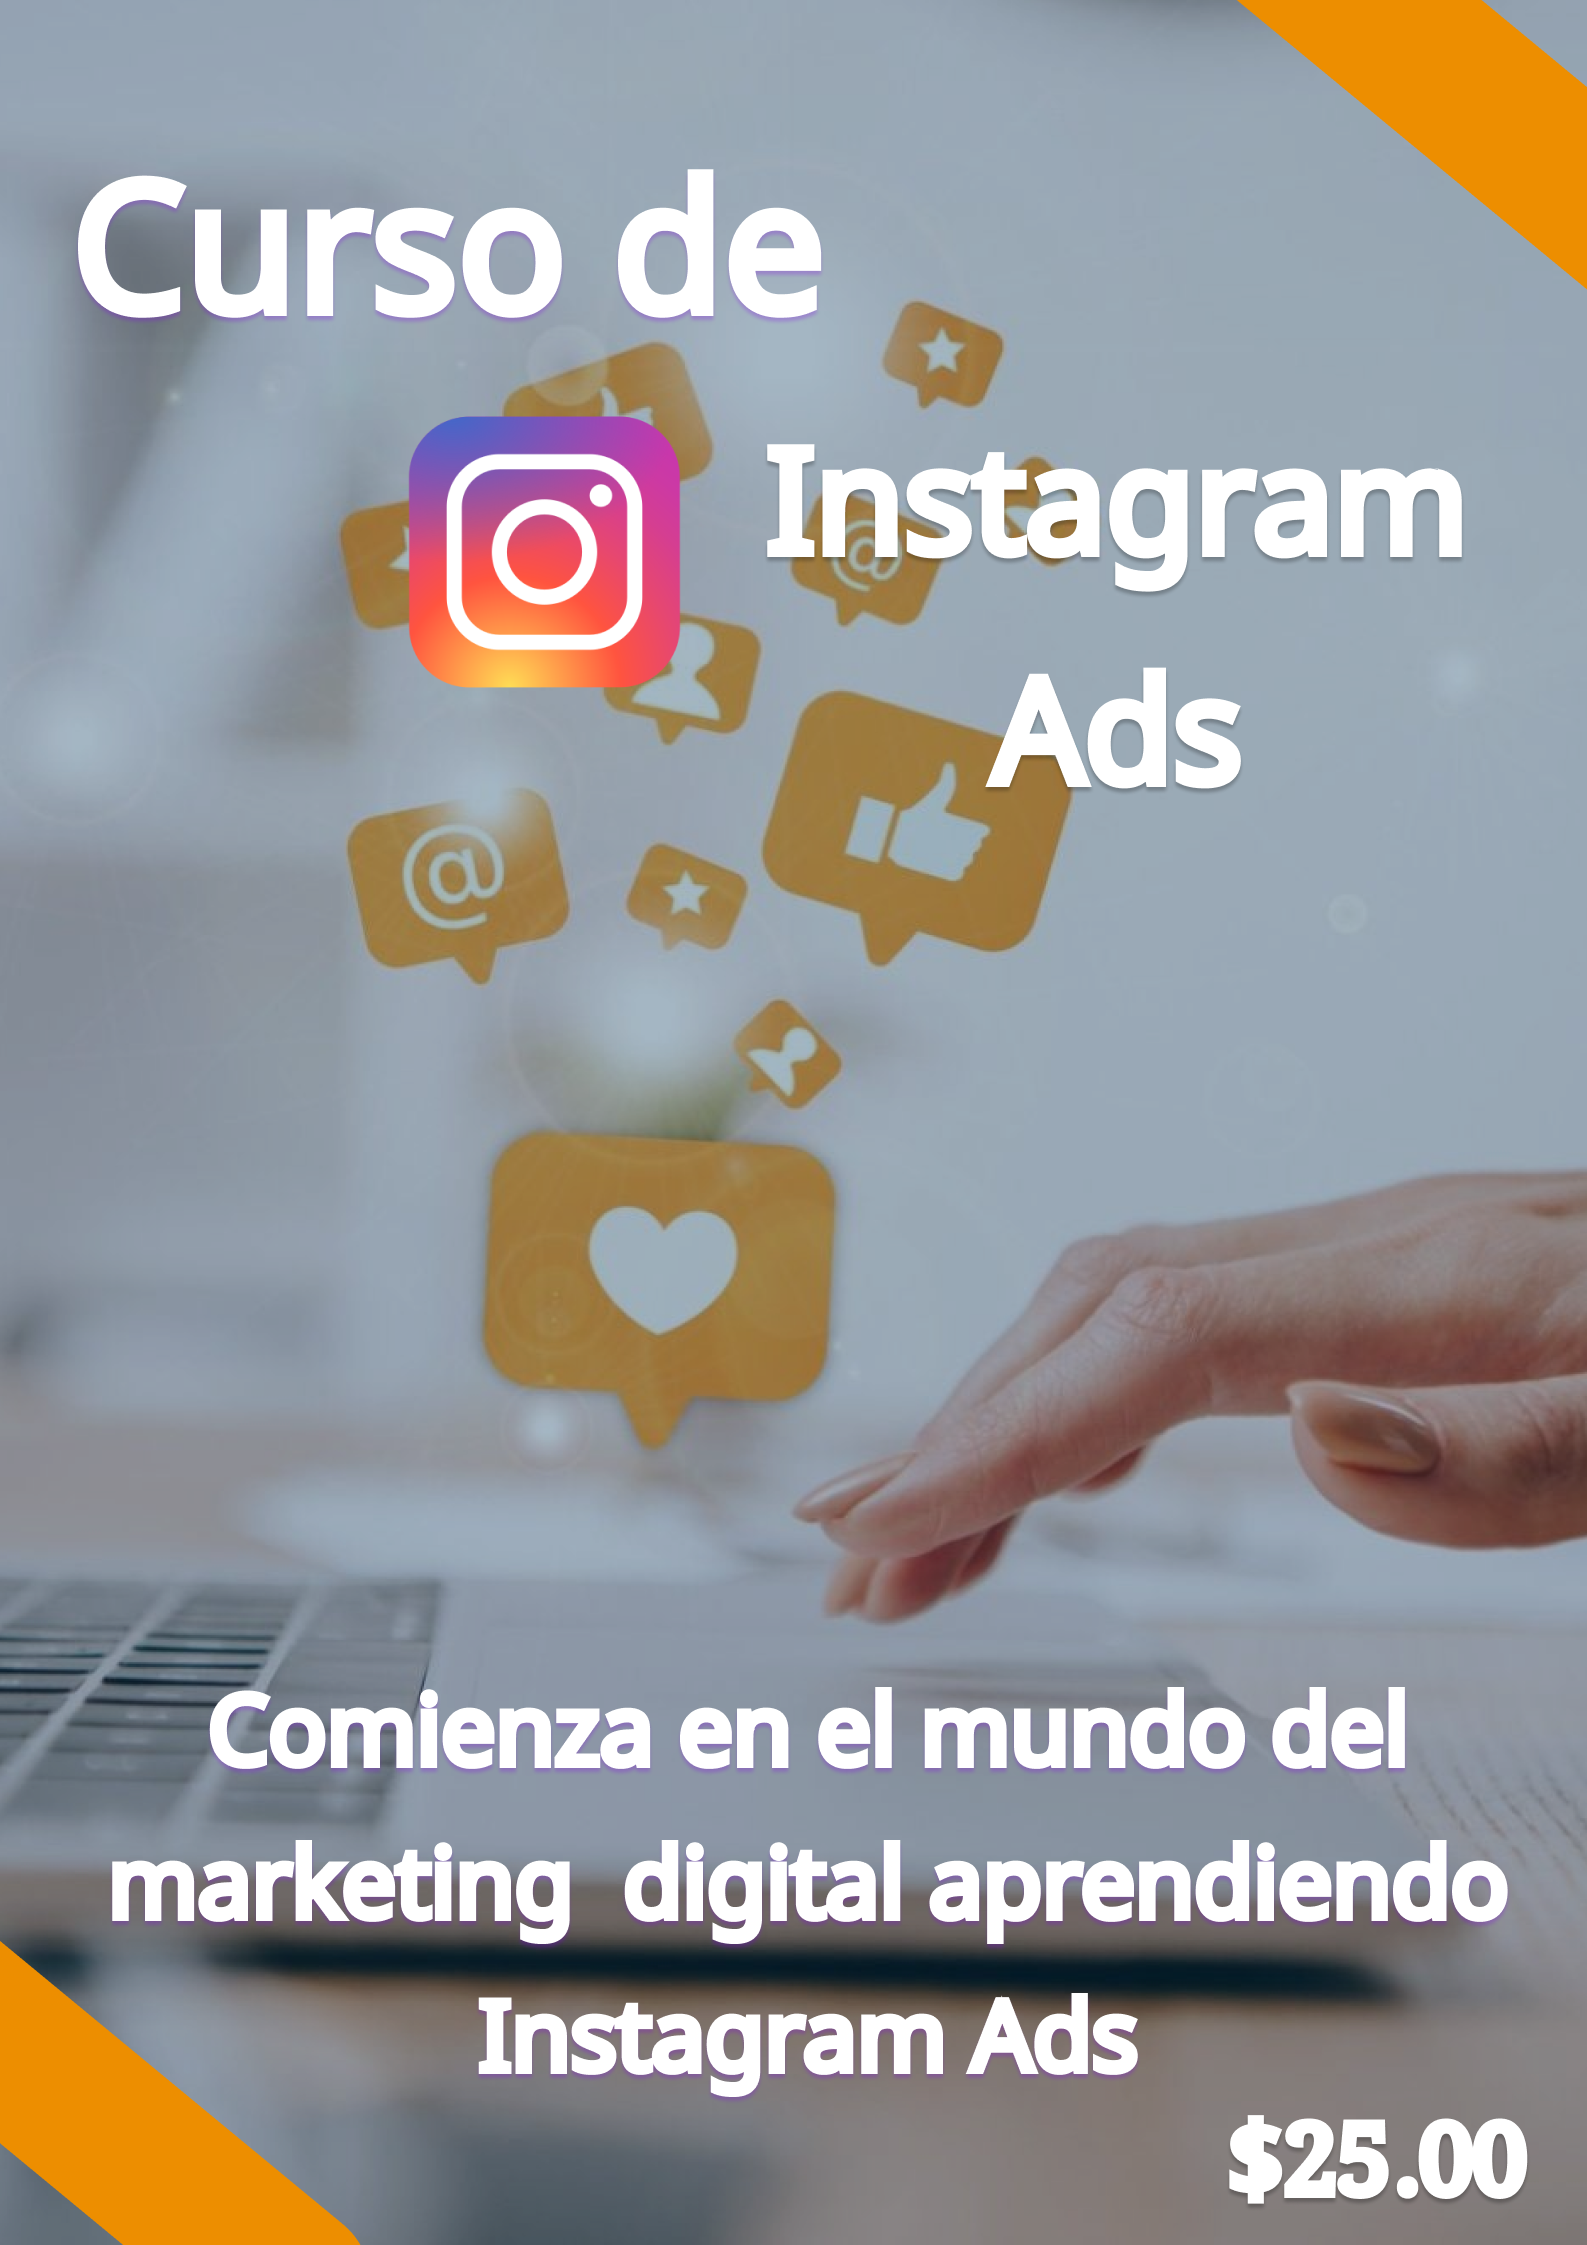 Curso de
Instagram
Ads
@
@
Comienza en el mundo del
marketing  digital aprendiendo
Instagram Ads
$25.00